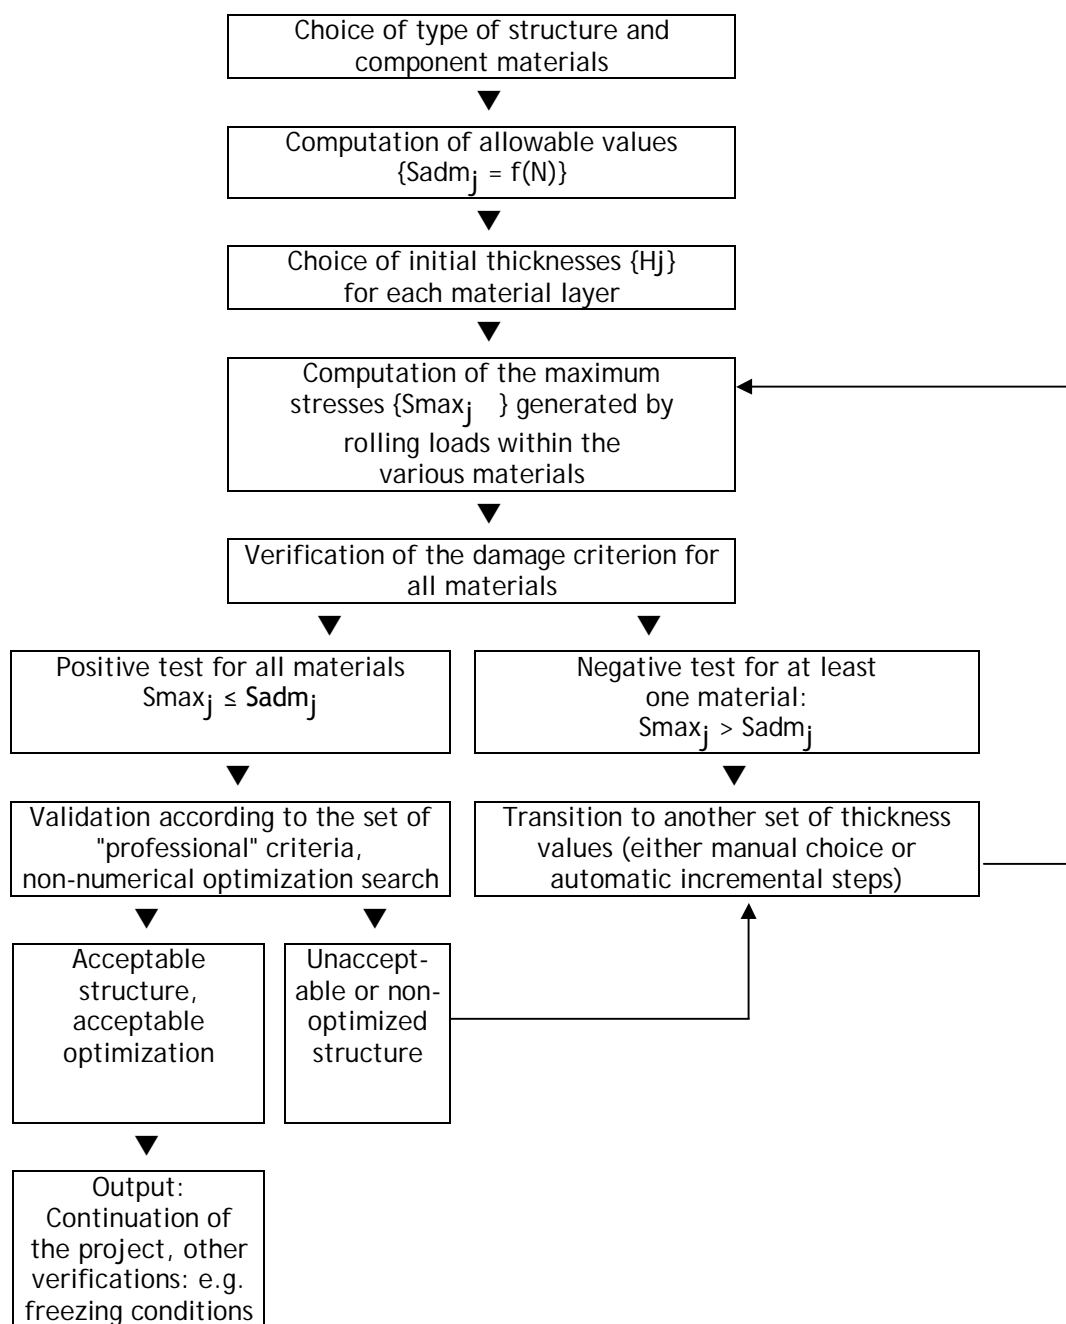 Choice of type of structure and
component materials
Computation of allowable values
{Sadmj = f(N)}
Choice of initial thicknesses {Hj}
for each material layer
Computation of the maximum
stresses {Smaxj } generated by
rolling loads within the
various materials
Verification of the damage criterion for
all materials
Positive test for all materials
Smaxj ≤ Sadmj
Negative test for at least
one material:
Smaxj > Sadmj
Validation according to the set of
"professional" criteria,
non-numerical optimization search
Transition to another set of thickness
values (either manual choice or
automatic incremental steps)
Acceptable
structure,
acceptable
optimization
Unaccept-
able or non-
optimized
structure
Output:
Continuation of
the project, other
verifications: e.g.
freezing conditions